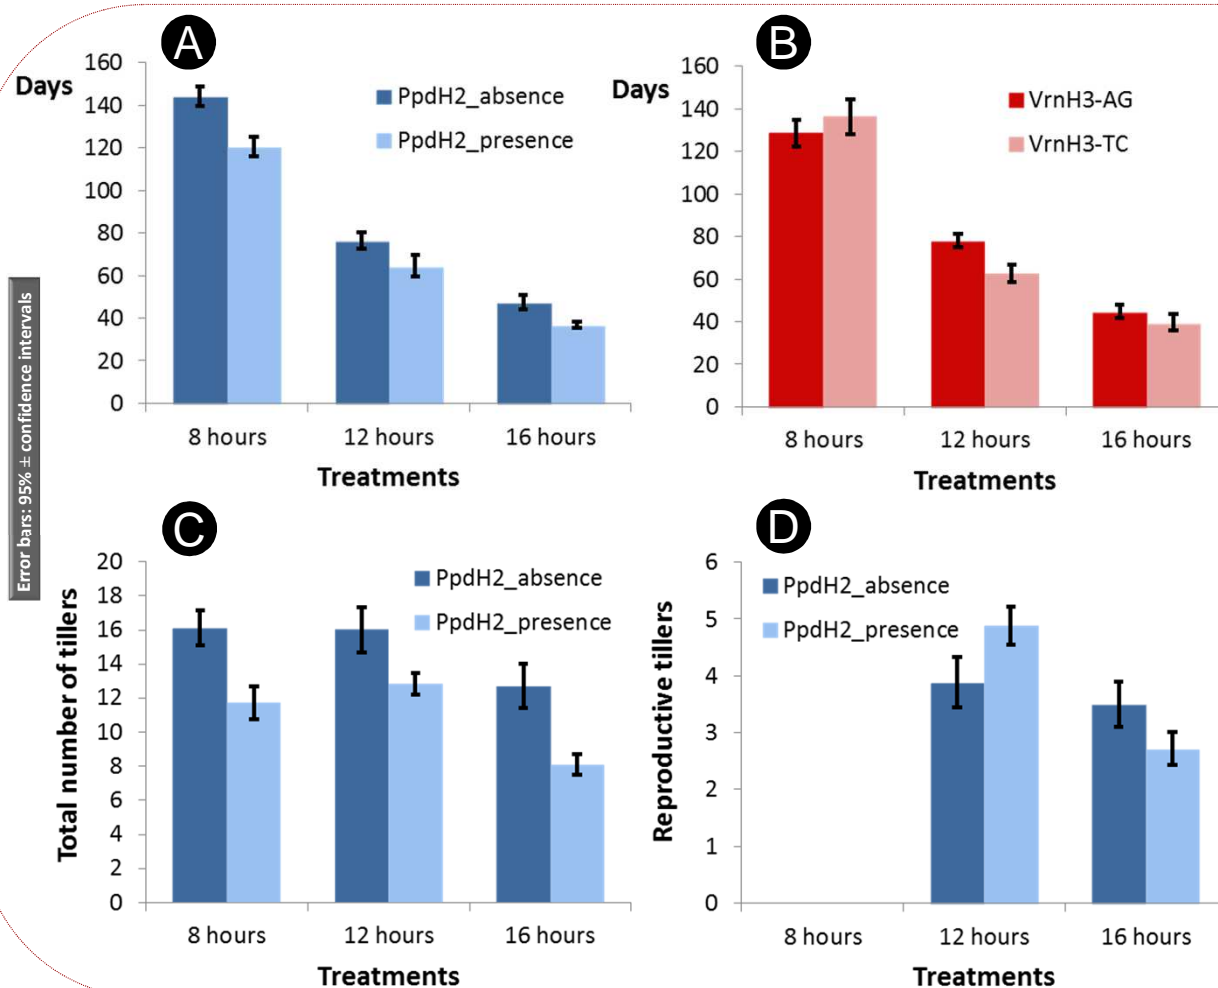 A
Days
160
140
120
100
80
60
40
20
0
PpdH2_absence
PpdH2_presence
8 hours 12 hours 16 hours
Treatments
B
Days
160
140
120
100
80
60
40
20
0
VrnH3-AG
VrnH3-TC
8 hours 12 hours 16 hours
Treatments
Error bars: 95% ± confidence intervals
C
Total number of tillers
20
18
16
14
12
10
8
6
4
2
0
PpdH2_absence
PpdH2_presence
8 hours 12 hours 16 hours
Treatments
D
Reproductive tillers
6
5
4
3
2
1
0
PpdH2_absence
PpdH2_presence
8 hours 12 hours 16 hours
Treatments